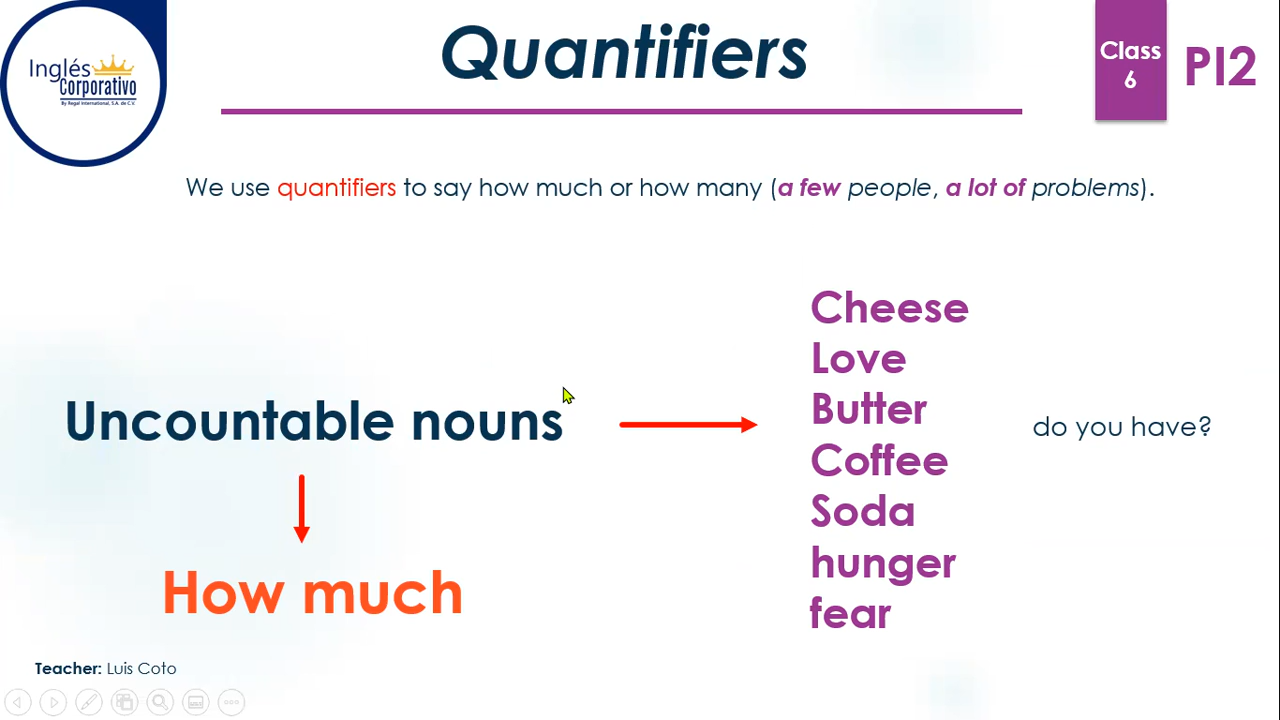 Inglés
Corporativo
By Regal International, S.A. de C.V.
Quantifiers
Class
6
PI2
We use quantifiers to say how much or how many (a few people, a lot of problems).
Uncountable nouns
How much
Cheese
Love
Butter
Coffee
Soda
hunger
fear
do you have?
Teacher: Luis Coto